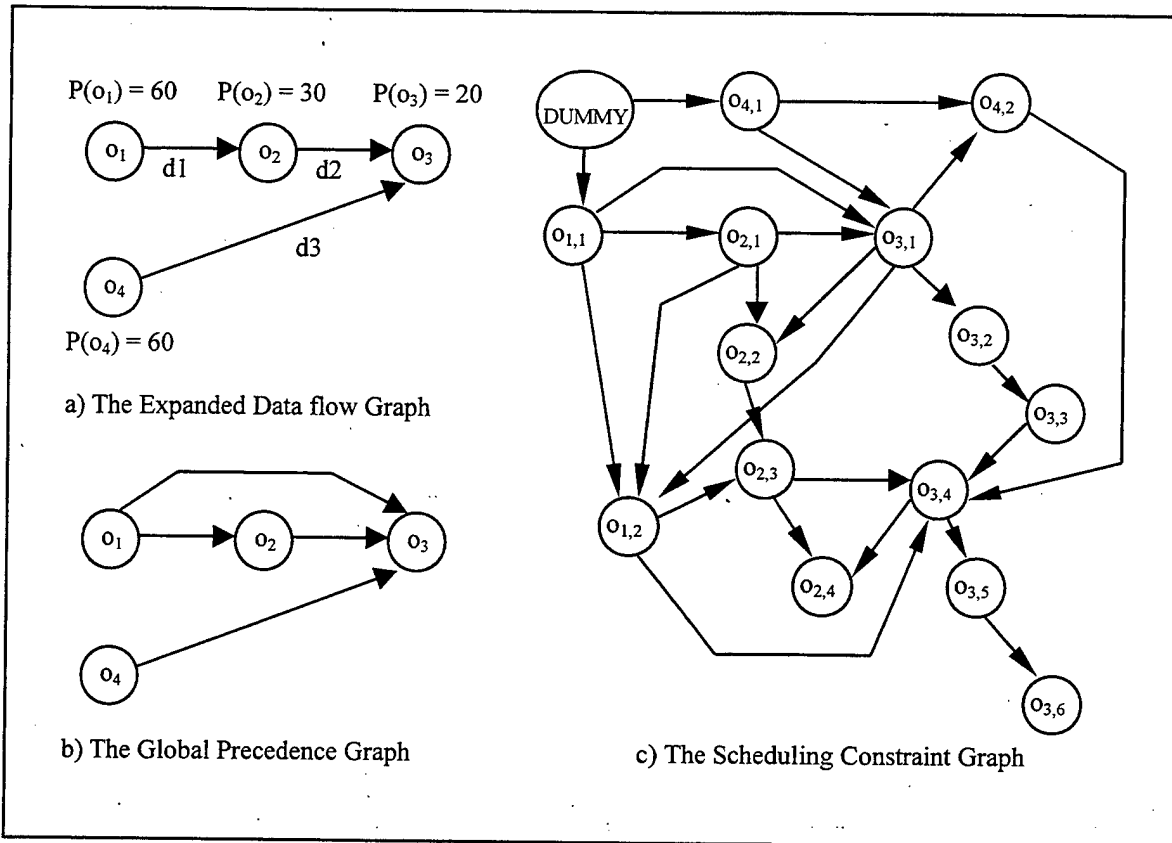 P(o₁) = 60 P(o₂) = 30 P(o₃) = 20
o₁ o₂ o₃
d1 d2
d3
o₄
P(o₄) = 60
a) The Expanded Data flow Graph
o₁ o₂ o₃
o₄
b) The Global Precedence Graph
DUMMY o₄,₁ o₄,₂
o₁,₁ o₂,₁ o₃,₁
o₂,₂ o₃,₂
o₃,₃
o₂,₃ o₃,₄
o₁,₂
o₂,₄ o₃,₅
o₃,₆
c) The Scheduling Constraint Graph